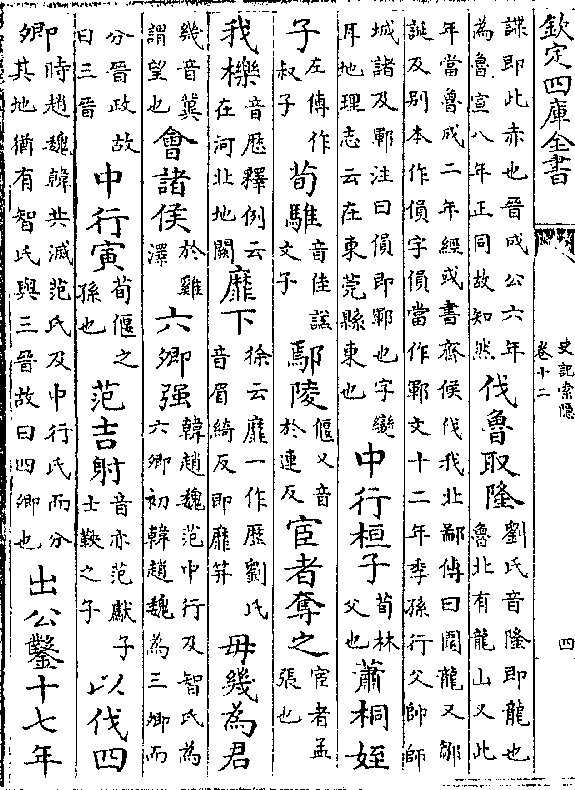 欽定四庫全書
史記索隱
卷十二
四
諜即此赤也晉成公六年為魯宣八年正同故知然伐魯取隆劉氏音隆即龍也魯北有龍山又此
年當魯成二年經或書齊侯伐我北鄙傳曰圍龍又鄒誕及别本作偩字偩當作鄆文十二年季孫行父帥師
城諸及鄆注曰偩即鄆也字變耳地理志云在東莞縣東也中行桓子荀林父也蕭桐姪
子左傳作叔子荀騅音佳謚文子鄢陵偃又音於連反宦者奪之宦者孟張也
我櫟音歷釋例云在河北地闕靡下徐云靡一作歷劉氏音眉綺反即靡筓毋幾為君
幾音冀謂望也會諸侯於雞澤六卿强韓趙魏范中行及智氏為六卿初韓趙魏為三卿而
分晉政故曰三晉中行寅荀偃之孫也范吉射音亦范獻子士鞅之子以伐四
卿時趙魏韓共滅范氏及中行氏而分其地猶有智氏與三晉故曰四卿也出公鑿十七年